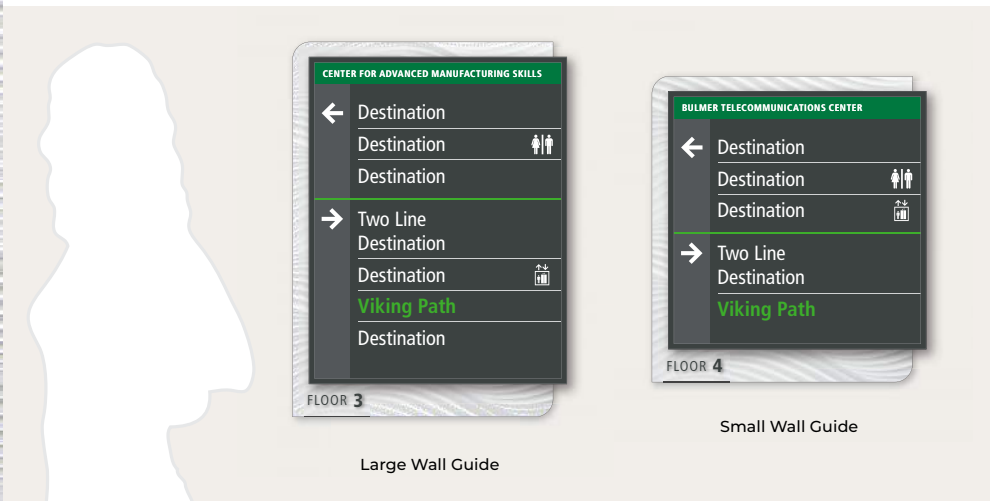 CENTER FOR ADVANCED MANUFACTURING SKILLS
Destination
Destination
Destination
Two Line
Destination
Destination
Viking Path
Destination
FLOOR 3
Large Wall Guide
BULMER TELECOMMUNICATIONS CENTER
Destination
Destination
Destination
Two Line
Destination
Viking Path
FLOOR 4
Small Wall Guide